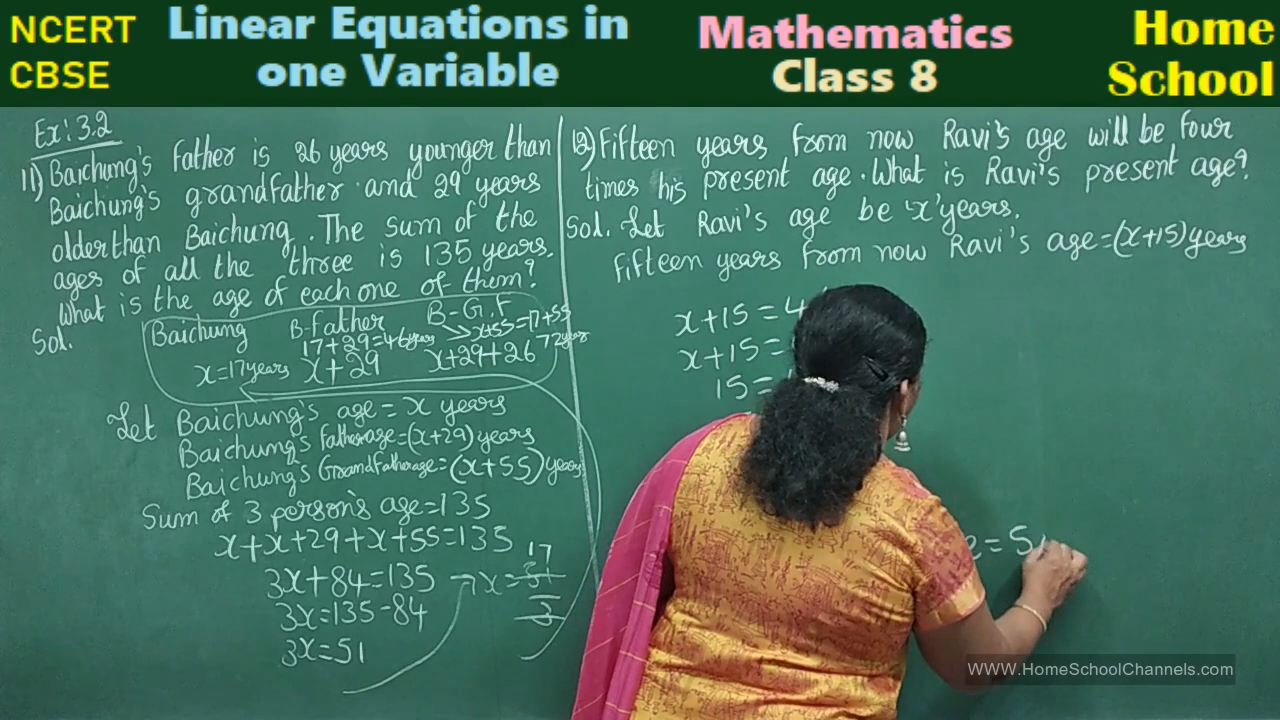 NCERT
CBSE
Linear Equations in
one Variable
Mathematics
Class 8
Home
School
Ex: 3.2
11) Baichung's Father is 26 years younger than
Baichung's grandfather and 29 years
older than Baichung. The sum of the
ages of all the three is 135 years.
What is the age of each one of them?
Sol.
Baichung B-Father B-G.F
17+29=46years x+55=17+55
72year
x=17years x+29 x+29+26
Let Baichung's age = x years
Baichung's Father age=(x+29) years
Baichung's GrandFather age=(x+55) years
Sum of 3 person's age=135
x+x+29+x+55=135
3x+84=135
3x=135-84
3x=51
x=51
17
3
12) Fifteen years from now Ravi's age will be four
times his present age. What is Ravi's present age?
Sol. Let Ravi's age be 'x' years.
Fifteen years from now Ravi's age=(x+15) years
x+15=4
x+15=
15=
e=5
WWW.HomeSchoolChannels.com